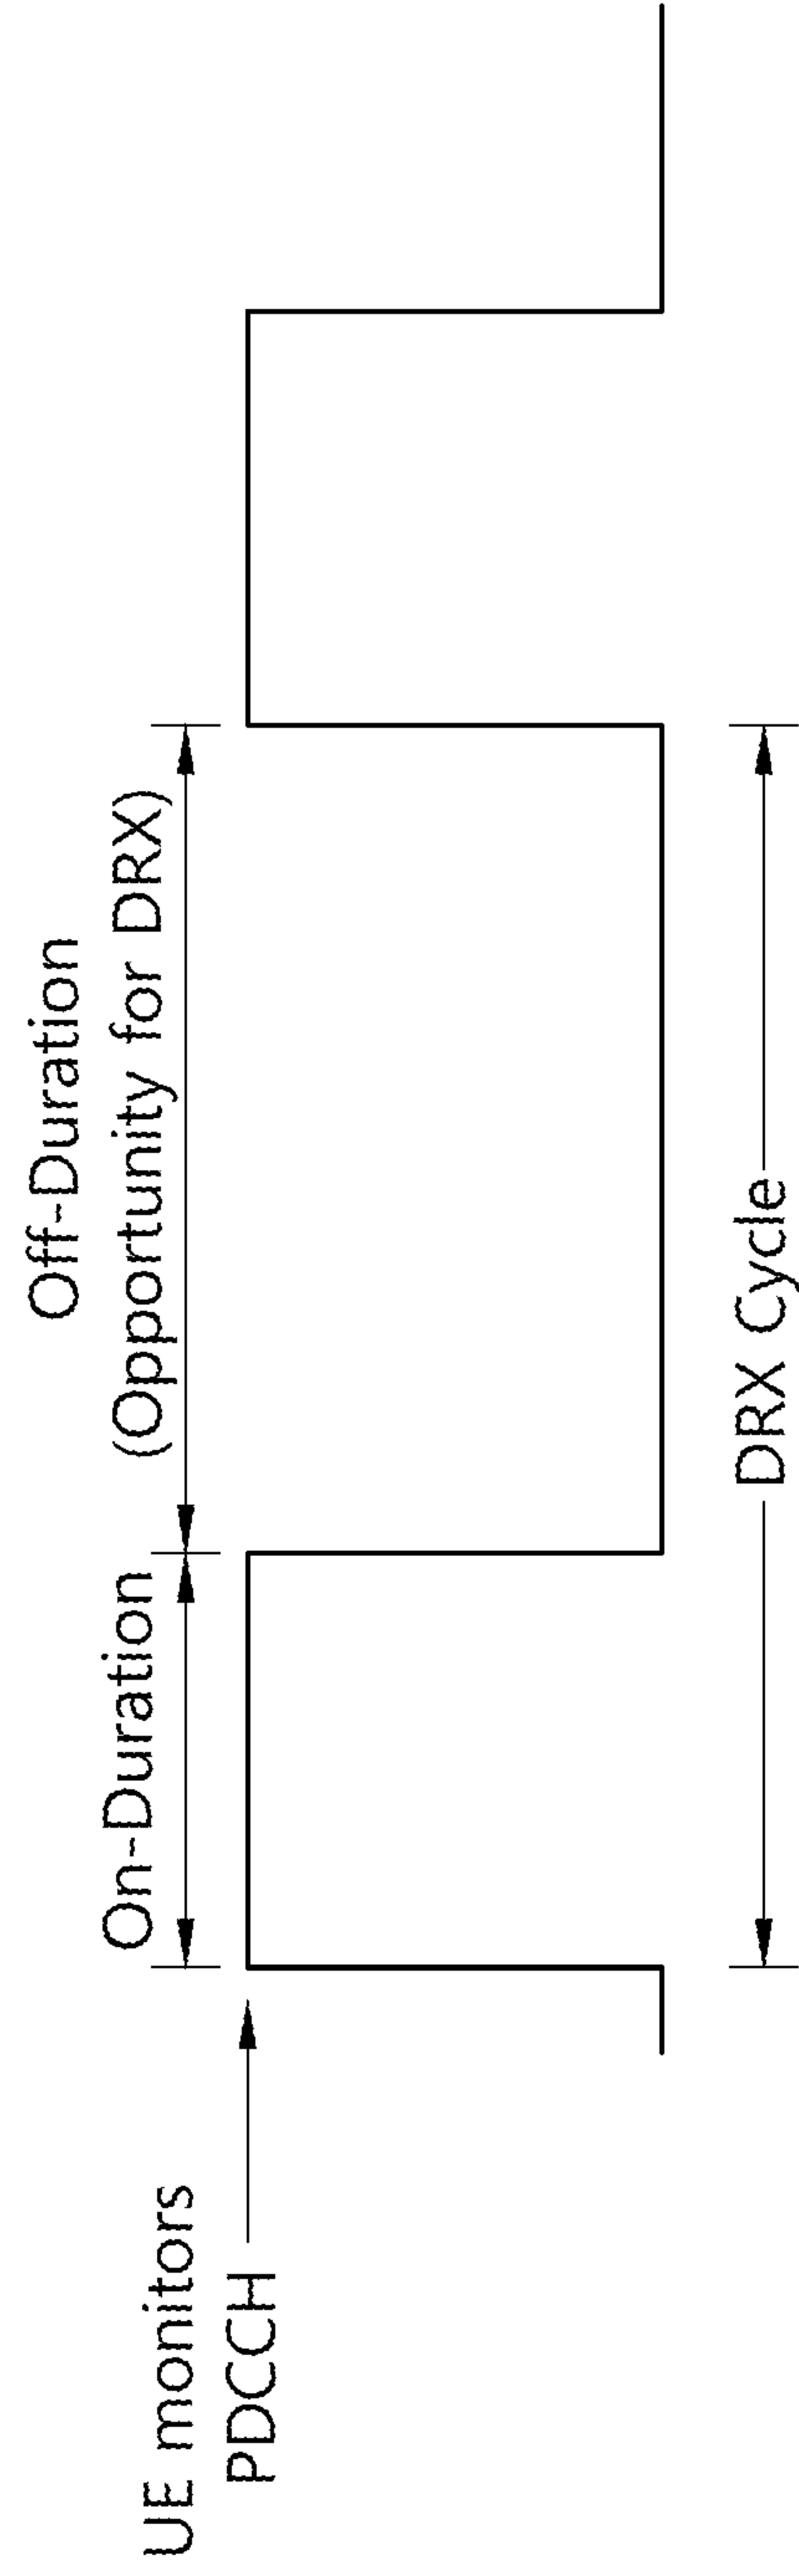 UE monitors
PDCCH
On-Duration
Off-Duration
(Opportunity for DRX)
DRX Cycle